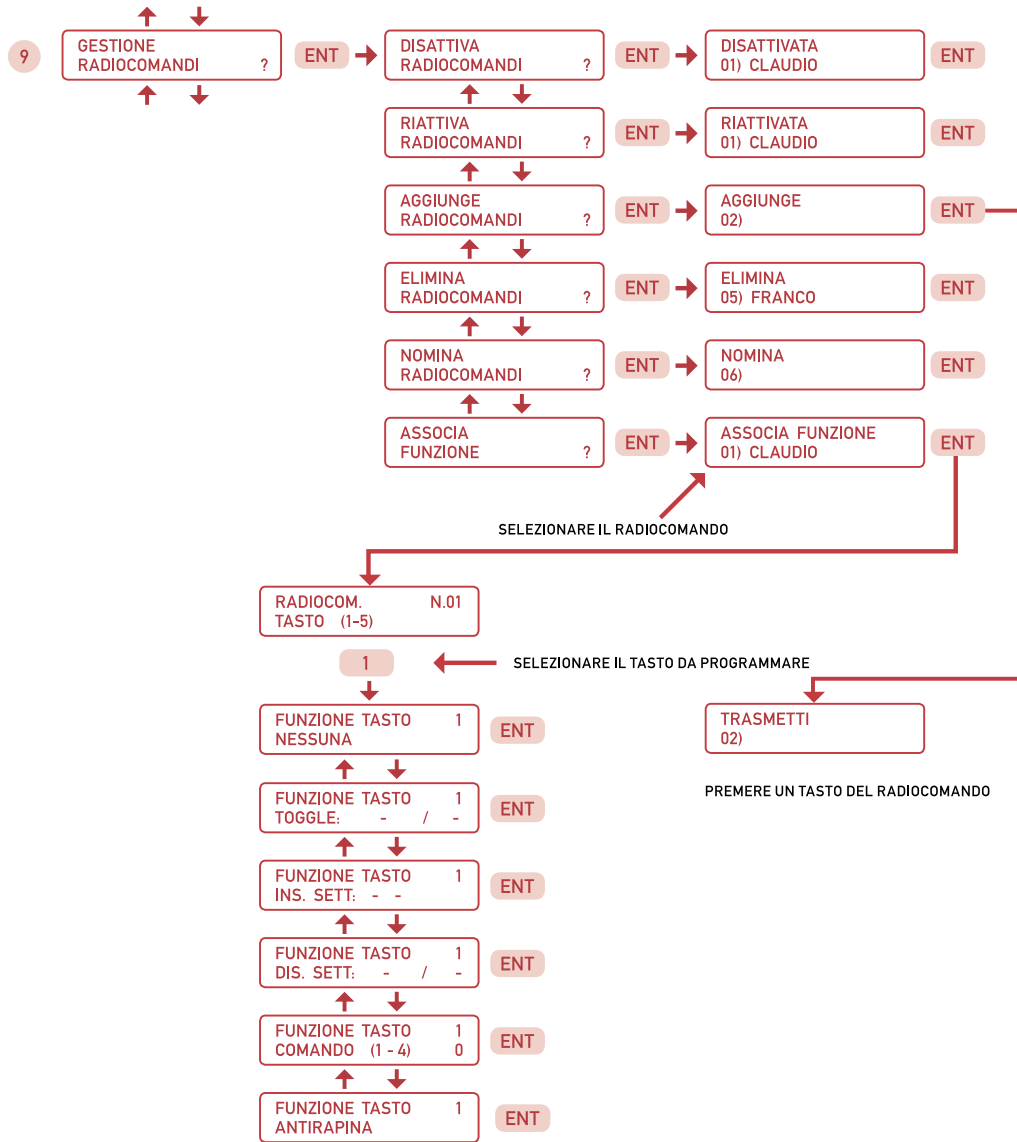 9
GESTIONE
RADIOCOMANDI ?
ENT
DISATTIVA
RADIOCOMANDI ?
ENT
DISATTIVATA
01) CLAUDIO
ENT
RIATTIVA
RADIOCOMANDI ?
ENT
RIATTIVATA
01) CLAUDIO
ENT
AGGIUNGE
RADIOCOMANDI ?
ENT
AGGIUNGE
02)
ENT
ELIMINA
RADIOCOMANDI ?
ENT
ELIMINA
05) FRANCO
ENT
NOMINA
RADIOCOMANDI ?
ENT
NOMINA
06)
ENT
ASSOCIA
FUNZIONE ?
ENT
ASSOCIA FUNZIONE
01) CLAUDIO
ENT
SELEZIONARE IL RADIOCOMANDO
RADIOCOM. N.01
TASTO (1-5)
1
SELEZIONARE IL TASTO DA PROGRAMMARE
FUNZIONE TASTO 1
NESSUNA
ENT
TRASMETTI
02)
PREMERE UN TASTO DEL RADIOCOMANDO
FUNZIONE TASTO 1
TOGGLE: - / -
ENT
FUNZIONE TASTO 1
INS. SETT: - -
ENT
FUNZIONE TASTO 1
DIS. SETT: - / -
ENT
FUNZIONE TASTO 1
COMANDO (1 - 4) 0
ENT
FUNZIONE TASTO 1
ANTIRAPINA
ENT